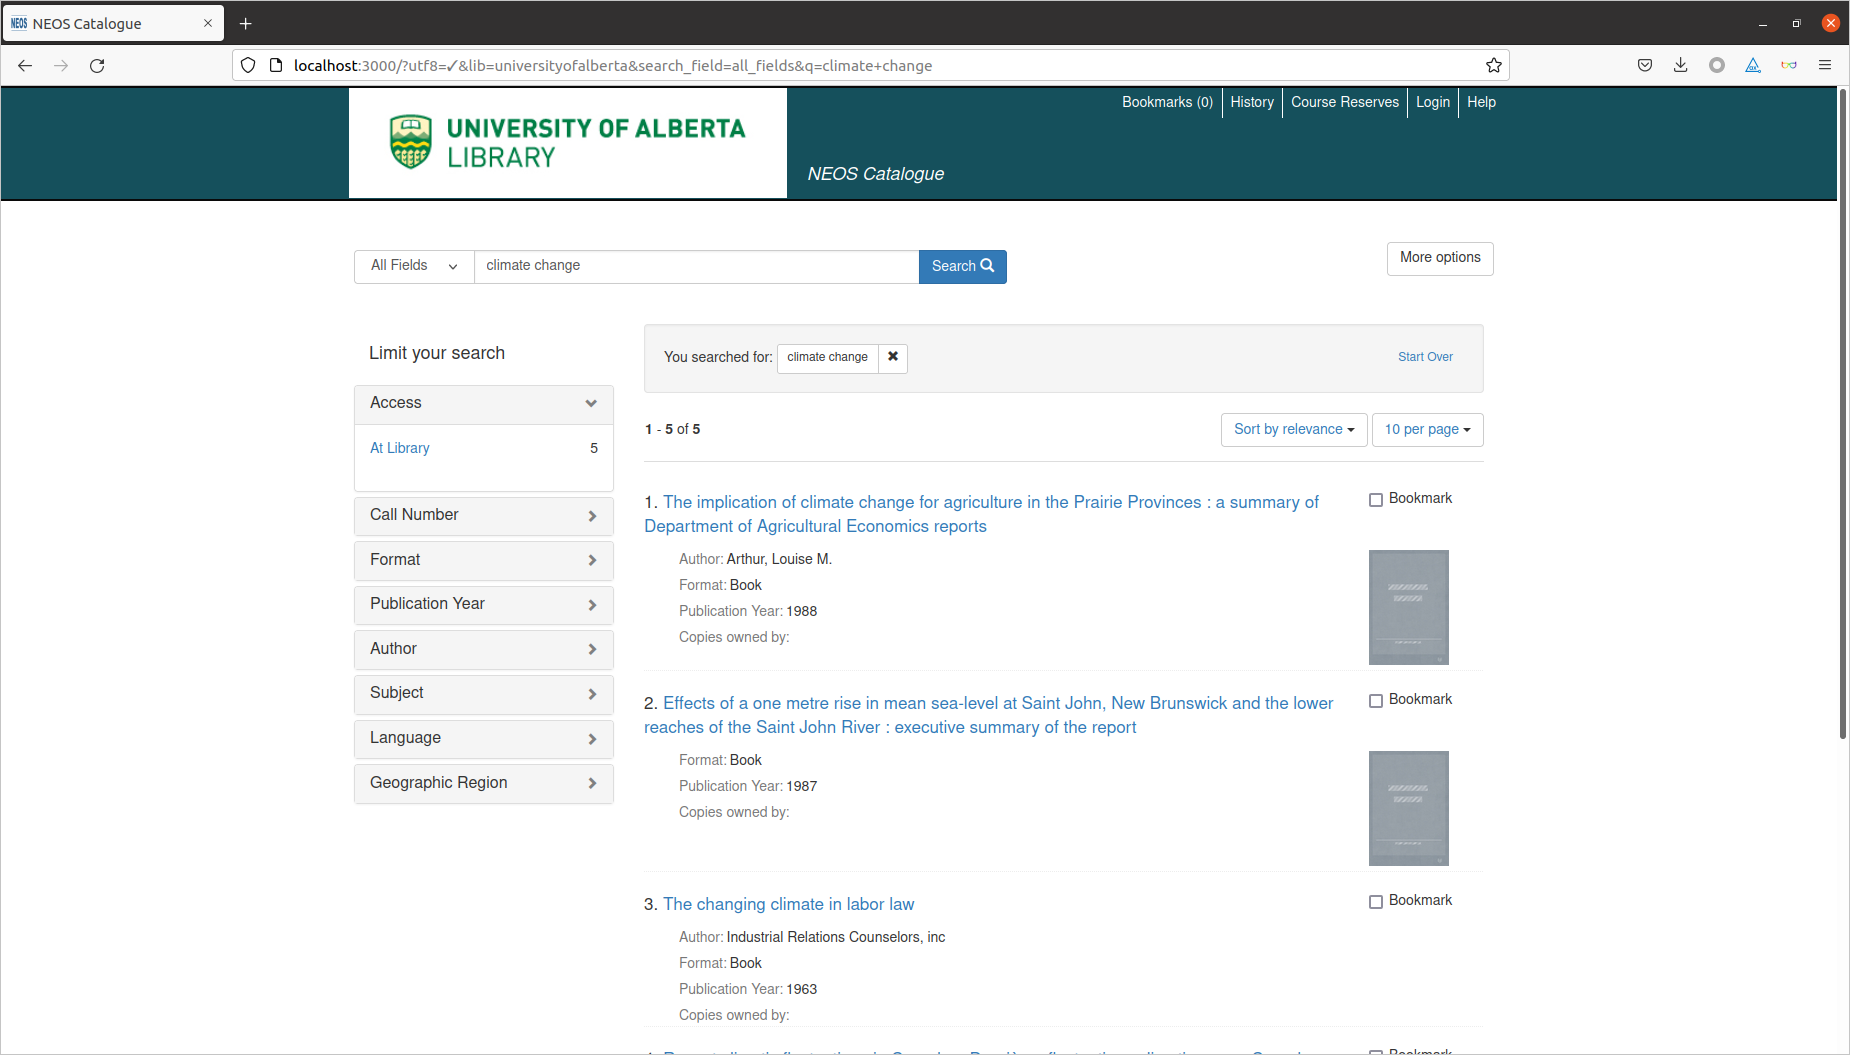 NEOS NEOS Catalogue
localhost:3000/?utf8=✓&lib=universityofalberta&search_field=all_fields&q=climate+change
Bookmarks (0) History Course Reserves Login Help
UNIVERSITY OF ALBERTA
LIBRARY
NEOS Catalogue
All Fields climate change Search More options
Limit your search
You searched for: climate change Start Over
Access
At Library 5
Call Number
Format
Publication Year
Author
Subject
Language
Geographic Region
1 - 5 of 5 Sort by relevance 10 per page
1. The implication of climate change for agriculture in the Prairie Provinces : a summary of
Department of Agricultural Economics reports
Bookmark
Author: Arthur, Louise M.
Format: Book
Publication Year: 1988
Copies owned by:
2. Effects of a one metre rise in mean sea-level at Saint John, New Brunswick and the lower
reaches of the Saint John River : executive summary of the report
Bookmark
Format: Book
Publication Year: 1987
Copies owned by:
3. The changing climate in labor law
Bookmark
Author: Industrial Relations Counselors, inc
Format: Book
Publication Year: 1963
Copies owned by:
Bookmark